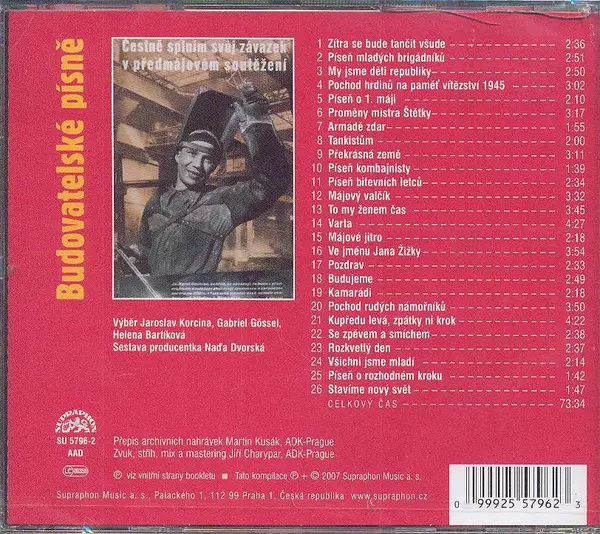 Budovatelské písně
Čestně splním svůj závazek
v předmájovém soutěžení
Výběr Jaroslav Korcina, Gabriel Gössel,
Helena Bartíková
Sestava producentka Naďa Dvorská
1 Zítra se bude tančit všude 2:36
2 Píseň mladých brigádníků 2:51
3 My jsme děti republiky 2:50
4 Pochod hrdinů na paměť vítězství 1945 3:02
5 Píseň o 1. máji 2:10
6 Proměny mistra Štětky 3:17
7 Armádě zdar 1:55
8 Tankistům 2:00
9 Překrásná země 3:11
10 Píseň kombajnisty 1:39
11 Píseň bitevních letců 2:34
12 Májový valčík 3:32
13 To my ženem čas 3:45
14 Varta 4:27
15 Májové jitro 2:18
16 Ve jménu Jana Žižky 2:54
17 Pozdrav 2:33
18 Budujeme 2:49
19 Kamarádi 2:18
20 Pochod rudých námořníků 3:38
21 Kupředu levá, zpátky ni krok 4:22
22 Se zpěvem a smíchem 2:38
23 Rozkvetlý den 2:37
24 Všichni jsme mladí 2:14
25 Píseň o rozhodném kroku 1:42
26 Stavíme nový svět 1:47
CELKOVÝ ČAS 73:34
SUPRAPHON
SU 5796-2
AAD
LC 00358
Přepis archivních nahrávek Martin Kusák, ADK-Prague
Zvuk, střih, mix a mastering Jiří Charypar, ADK-Prague
℗ viz vnitřní strany bookletu • Tato kompilace ℗ + © 2007 Supraphon Music a. s.
Supraphon Music a. s., Palackého 1, 112 99 Praha 1, Česká republika www.supraphon.cz
0 99925 57962 3